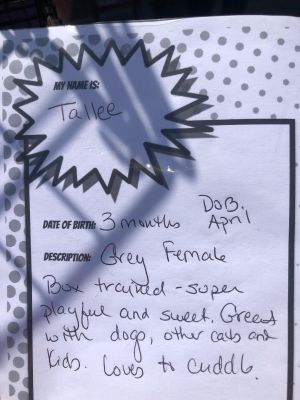 MY NAME IS:
Tallee
DOB.
DATE OF BIRTH: 3 months April
DESCRIPTION: Grey Female
Box trained - super
playful and sweet. Greed
with dogs, other cats and
Kids. Loves to cuddle.